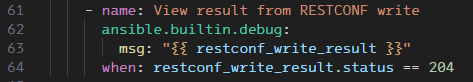 61 - name: View result from RESTCONF write
62 ansible.builtin.debug:
63 msg: "{{ restconf_write_result }}"
64 when: restconf_write_result.status == 204